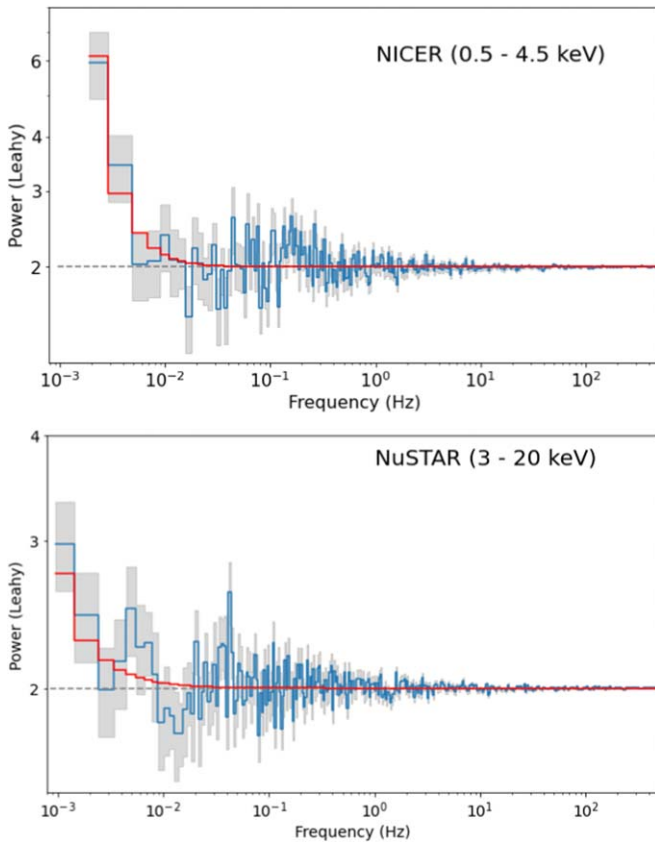 NICER (0.5 - 4.5 keV)
6
4
3
2
Power (Leahy)
10⁻³ 10⁻² 10⁻¹ 10⁰ 10¹ 10²
Frequency (Hz)
NuSTAR (3 - 20 keV)
4
3
2
Power (Leahy)
10⁻³ 10⁻² 10⁻¹ 10⁰ 10¹ 10²
Frequency (Hz)